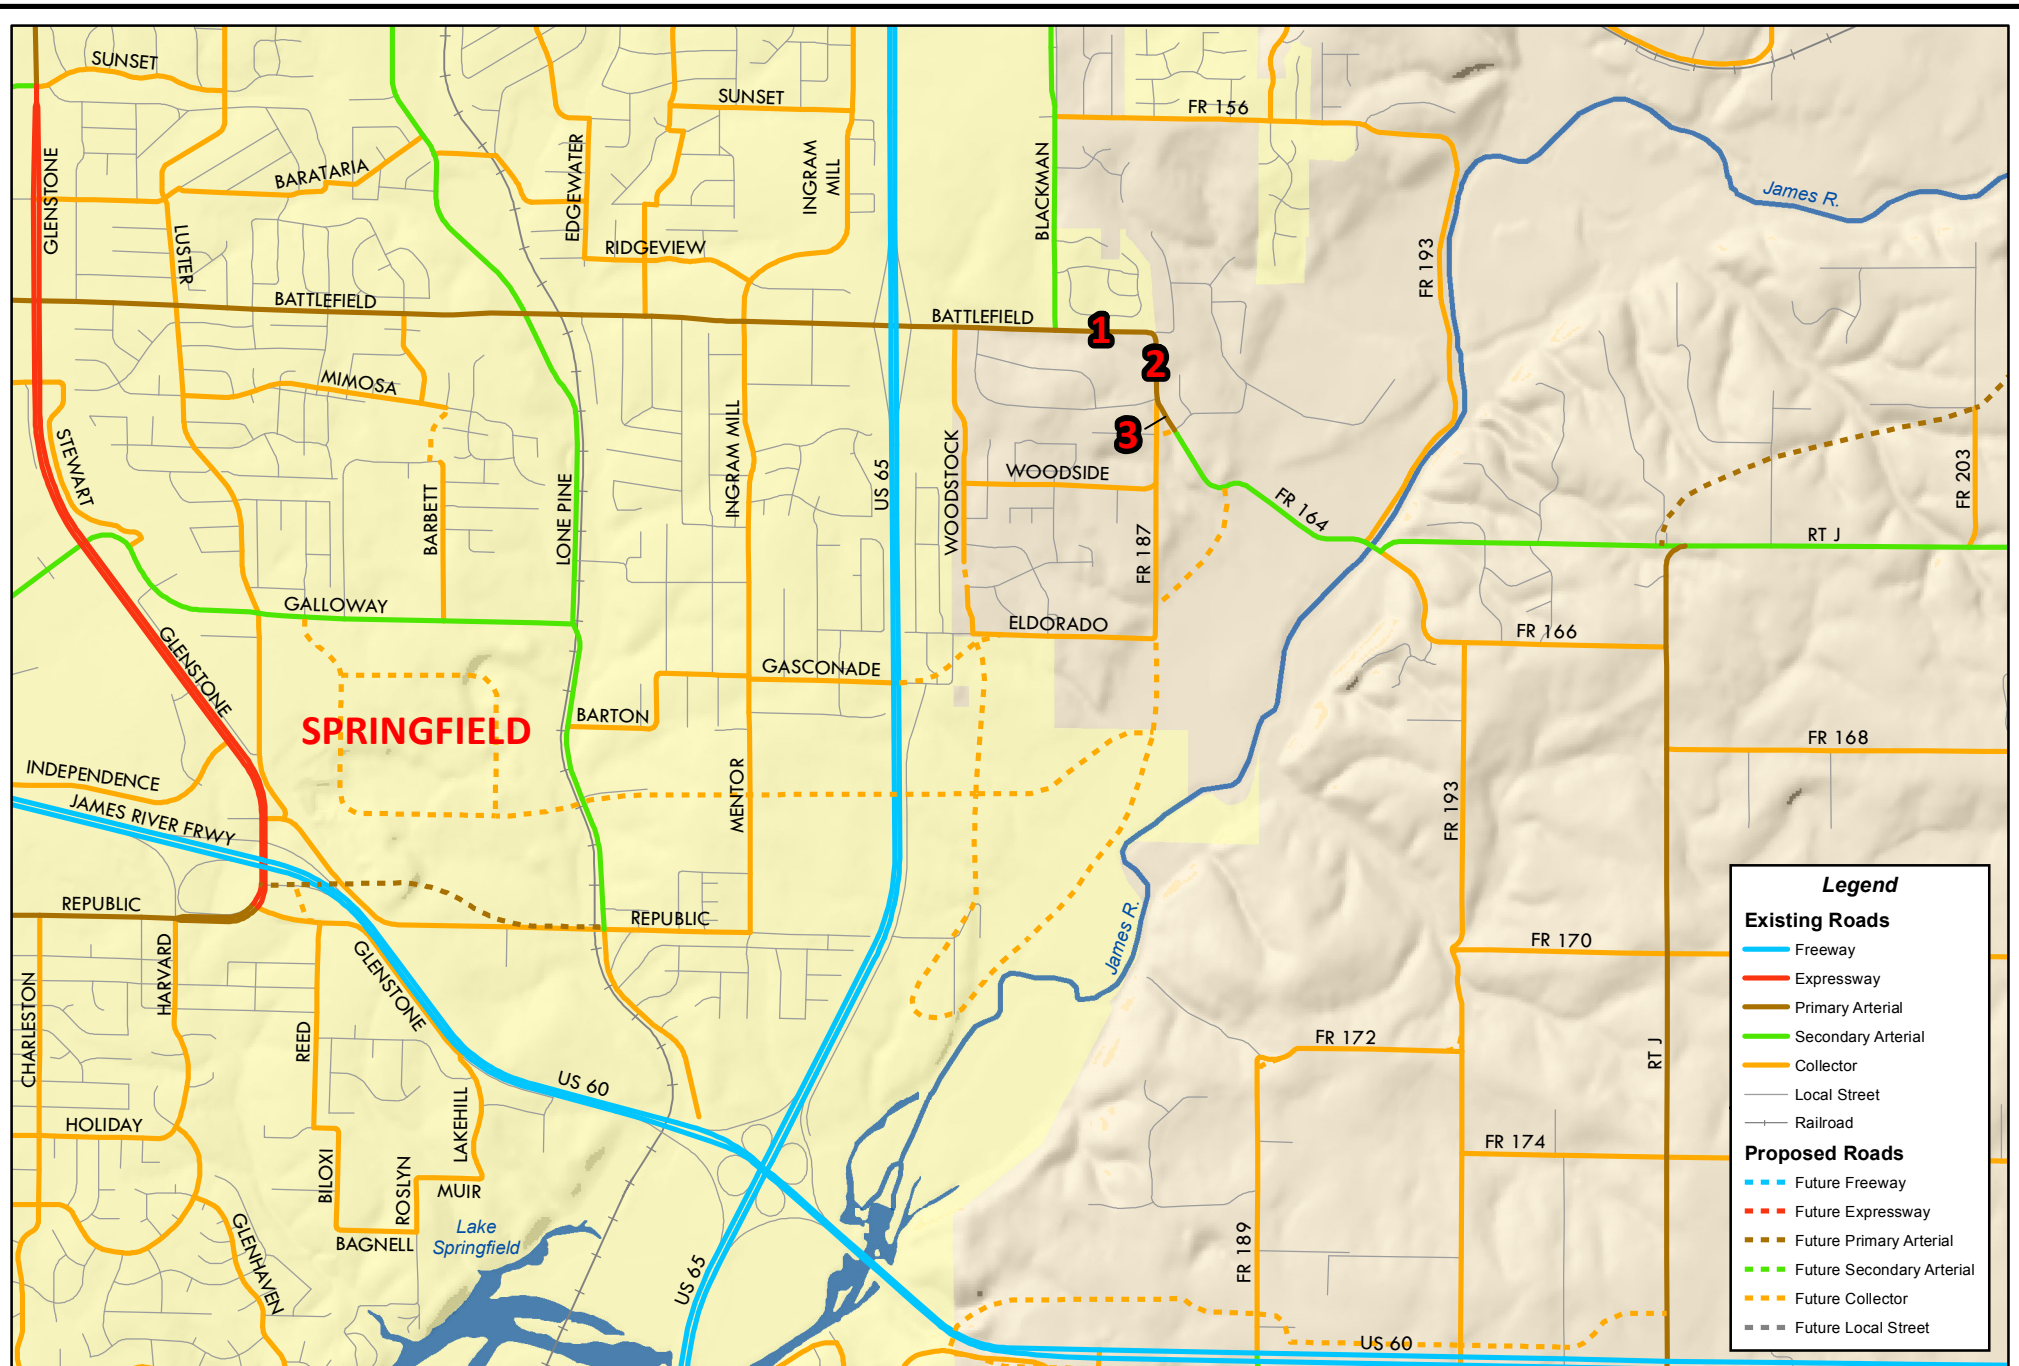 SUNSET
SUNSET
FR 156
GLENSTONE
BARATARIA
EDGEWATER
INGRAM
MILL
BLACKMAN
James R.
LUSTER
RIDGEVIEW
FR 193
BATTLEFIELD
BATTLEFIELD
1
2
MIMOSA
3
STEWART
INGRAM MILL
US 65
WOODSTOCK
WOODSIDE
FR 203
BARBETT
LONE PINE
FR 164
FR 187
RT J
GALLOWAY
ELDORADO
FR 166
GLENSTONE
GASCONADE
SPRINGFIELD
BARTON
FR 168
INDEPENDENCE
JAMES RIVER FRWY
MENTOR
FR 193
REPUBLIC
REPUBLIC
James R.
FR 170
HARVARD
GLENSTONE
CHARLESTON
REED
FR 172
RT J
US 60
HOLIDAY
LAKEHILL
FR 174
BILOXI
ROSLYN
MUIR
GLENHAVEN
BAGNELL
Lake
Springfield
US 65
FR 189
US 60
Legend
Existing Roads
Freeway
Expressway
Primary Arterial
Secondary Arterial
Collector
Local Street
Railroad
Proposed Roads
Future Freeway
Future Expressway
Future Primary Arterial
Future Secondary Arterial
Future Collector
Future Local Street